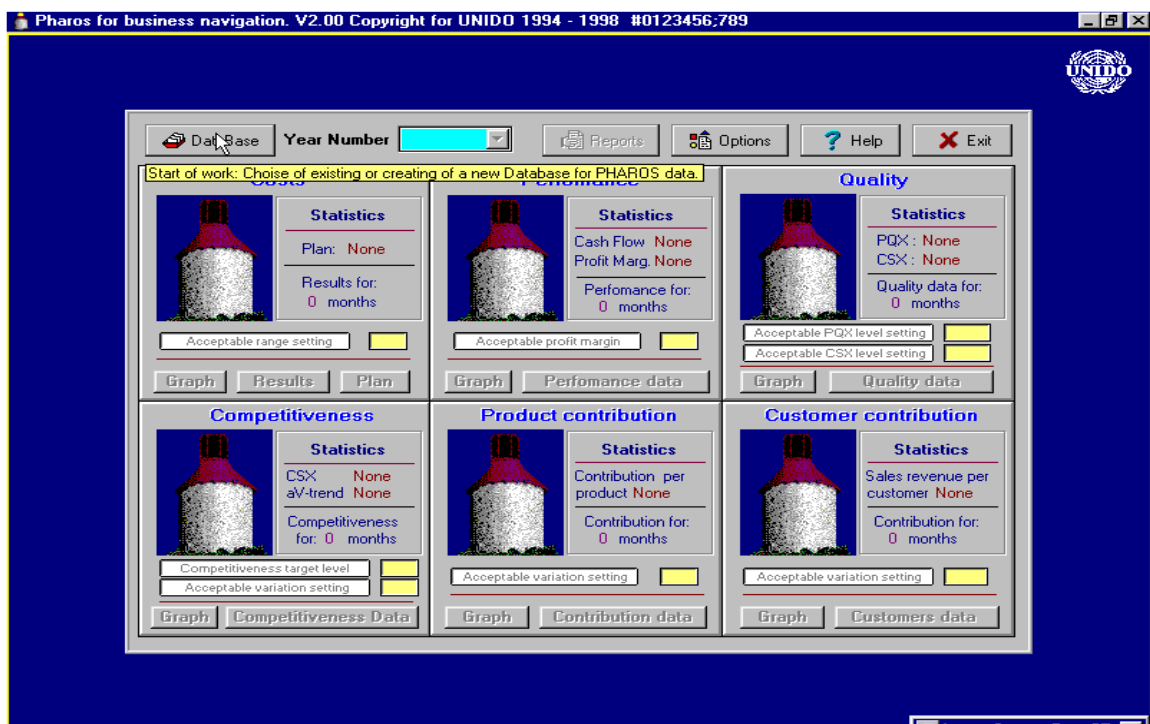 Pharos for business navigation. V2.00 Copyright for UNIDO 1994 - 1998 #0123456;789
UNIDO
DataBase Year Number Reports Options ? Help X Exit
Start of work: Choise of existing or creating of a new Database for PHAROS data.
Costs
Statistics
Plan: None
Results for:
0 months
Acceptable range setting
Graph Results Plan
Perfomance
Statistics
Cash Flow None
Profit Marg. None
Perfomance for:
0 months
Acceptable profit margin
Graph Perfomance data
Quality
Statistics
PQX : None
CSX : None
Quality data for:
0 months
Acceptable PQX level setting
Acceptable CSX level setting
Graph Quality data
Competitiveness
Statistics
CSX None
aV-trend None
Competitiveness
for: 0 months
Competitiveness target level
Acceptable variation setting
Graph Competitiveness Data
Product contribution
Statistics
Contribution per
product None
Contribution for:
0 months
Acceptable variation setting
Graph Contribution data
Customer contribution
Statistics
Sales revenue per
customer None
Contribution for:
0 months
Acceptable variation setting
Graph Customers data